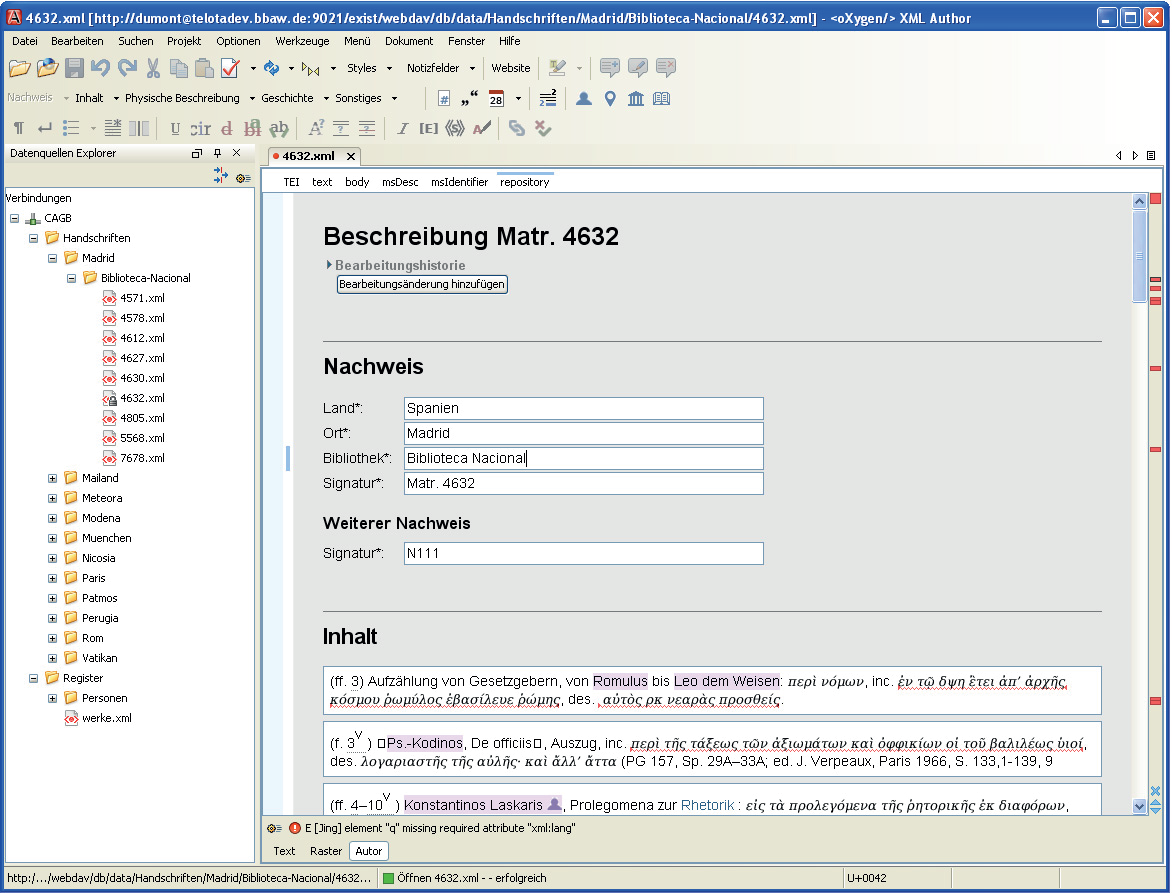 4632.xml [http://dumont@telotadev.bbaw.de:9021/exist/webdav/db/data/Handschriften/Madrid/Biblioteca-Nacional/4632.xml] - <oXygen/> XML Author
Datei Bearbeiten Suchen Projekt Optionen Werkzeuge Menü Dokument Fenster Hilfe
Styles Notizfelder Website
Nachweis Inhalt Physische Beschreibung Geschichte Sonstiges # „“ 28
¶ U cir d ab A ? ? I [E] (S) A
Datenquellen Explorer
4632.xml
TEI text body msDesc msIdentifier repository
Verbindungen
CAGB
Handschriften
Madrid
Biblioteca-Nacional
4571.xml
4578.xml
4612.xml
4627.xml
4630.xml
4632.xml
4805.xml
5568.xml
7678.xml
Mailand
Meteora
Modena
Muenchen
Nicosia
Paris
Patmos
Perugia
Rom
Vatikan
Register
Personen
werke.xml
Beschreibung Matr. 4632
Bearbeitungshistorie
Bearbeitungsänderung hinzufügen
Nachweis
Land*: Spanien
Ort*: Madrid
Bibliothek*: Biblioteca Nacional
Signatur*: Matr. 4632
Weiterer Nachweis
Signatur*: N111
Inhalt
(ff. 3) Aufzählung von Gesetzgebern, von Romulus bis Leo dem Weisen: περὶ νόμων, inc. ἐν τῷ δψη ἔτει ἀπ’ ἀρχῆς
κόσμου ῥωμύλος ἐβασίλευε ῥώμης, des. αὐτὸς ρκ νεαρὰς προσθείς.
(f. 3v ) Ps.-Kodinos, De officiis, Auszug, inc. περὶ τῆς τάξεως τῶν ἀξιωμάτων καὶ ὀφφικίων οἱ τοῦ βαλιλέως υἱοί,
des. λογαριαστῆς τῆς αὐλῆς· καὶ ἄλλ’ ἄττα (PG 157, Sp. 29A–33A; ed. J. Verpeaux, Paris 1966, S. 133,1-139, 9
(ff. 4–10v ) Konstantinos Laskaris, Prolegomena zur Rhetorik : εἰς τὰ προλεγόμενα τῆς ῥητορικῆς ἐκ διαφόρων,
E [Jing] element "q" missing required attribute "xml:lang"
Text Raster Autor
http:/.../webdav/db/data/Handschriften/Madrid/Biblioteca-Nacional/4632... Öffnen 4632.xml - - erfolgreich U+0042